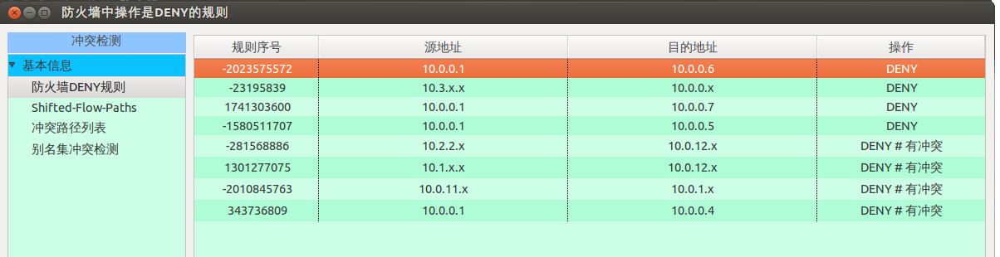 防火墙中操作是DENY的规则
冲突检测
基本信息
防火墙DENY规则
Shifted-Flow-Paths
冲突路径列表
别名集冲突检测
规则序号 源地址 目的地址 操作
-2023575572 10.0.0.1 10.0.0.6 DENY
-23195839 10.3.x.x 10.0.0.x DENY
1741303600 10.0.0.1 10.0.0.7 DENY
-1580511707 10.0.0.1 10.0.0.5 DENY
-281568886 10.2.2.x 10.0.12.x DENY # 有冲突
1301277075 10.1.x.x 10.0.12.x DENY # 有冲突
-2010845763 10.0.11.x 10.0.1.x DENY # 有冲突
343736809 10.0.0.1 10.0.0.4 DENY # 有冲突